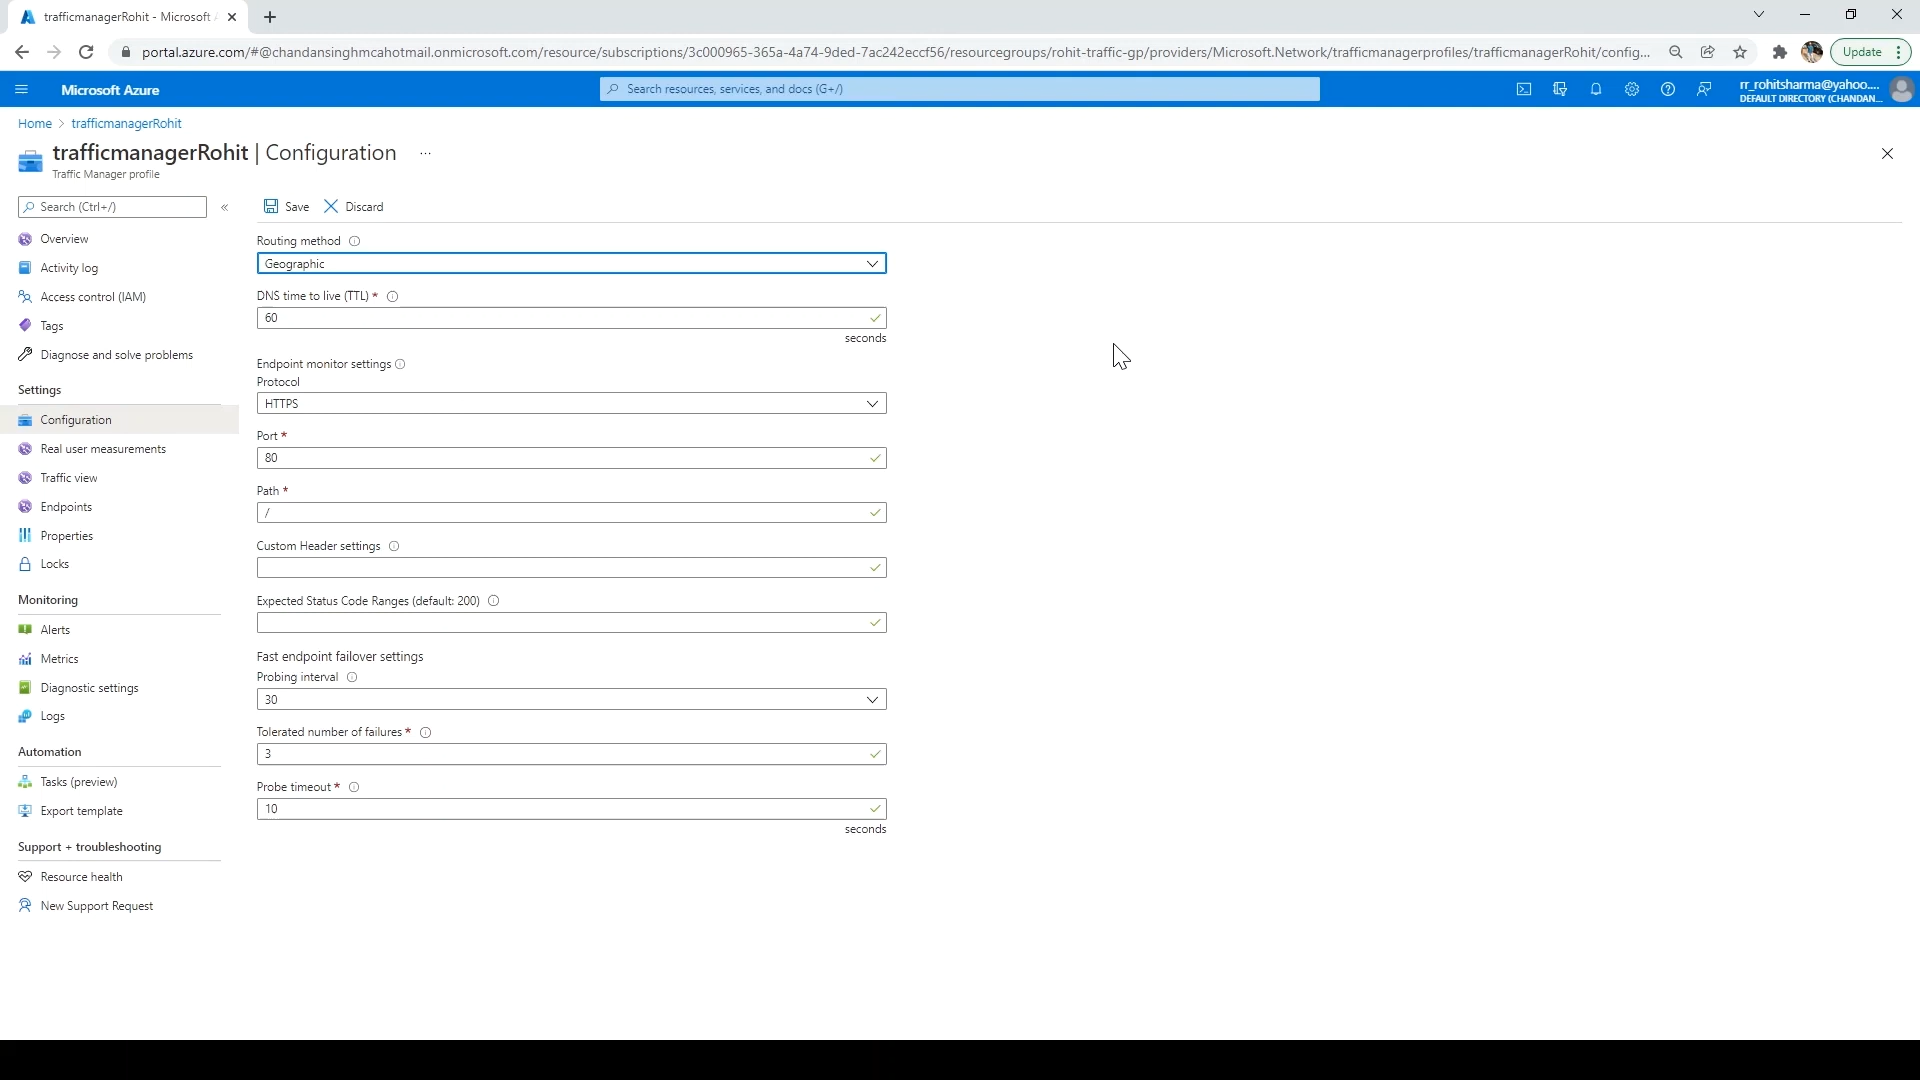 trafficmanagerRohit - Microsoft
portal.azure.com/#@chandansinghmcahotmail.onmicrosoft.com/resource/subscriptions/3c000965-365a-4a74-9ded-7ac242eccf56/resourcegroups/rohit-traffic-gp/providers/Microsoft.Network/trafficmanagerprofiles/trafficmanagerRohit/config...
Update
Microsoft Azure
Search resources, services, and docs (G+/)
rr_rohitsharma@yahoo....
DEFAULT DIRECTORY (CHANDAN...
Home > trafficmanagerRohit
trafficmanagerRohit | Configuration ...
Traffic Manager profile
Search (Ctrl+/)
«
Overview
Activity log
Access control (IAM)
Tags
Diagnose and solve problems
Settings
Configuration
Real user measurements
Traffic view
Endpoints
Properties
Locks
Monitoring
Alerts
Metrics
Diagnostic settings
Logs
Automation
Tasks (preview)
Export template
Support + troubleshooting
Resource health
New Support Request
Save
Discard
Routing method
Geographic
DNS time to live (TTL) *
60
seconds
Endpoint monitor settings
Protocol
HTTPS
Port *
80
Path *
/
Custom Header settings
Expected Status Code Ranges (default: 200)
Fast endpoint failover settings
Probing interval
30
Tolerated number of failures *
3
Probe timeout *
10
seconds